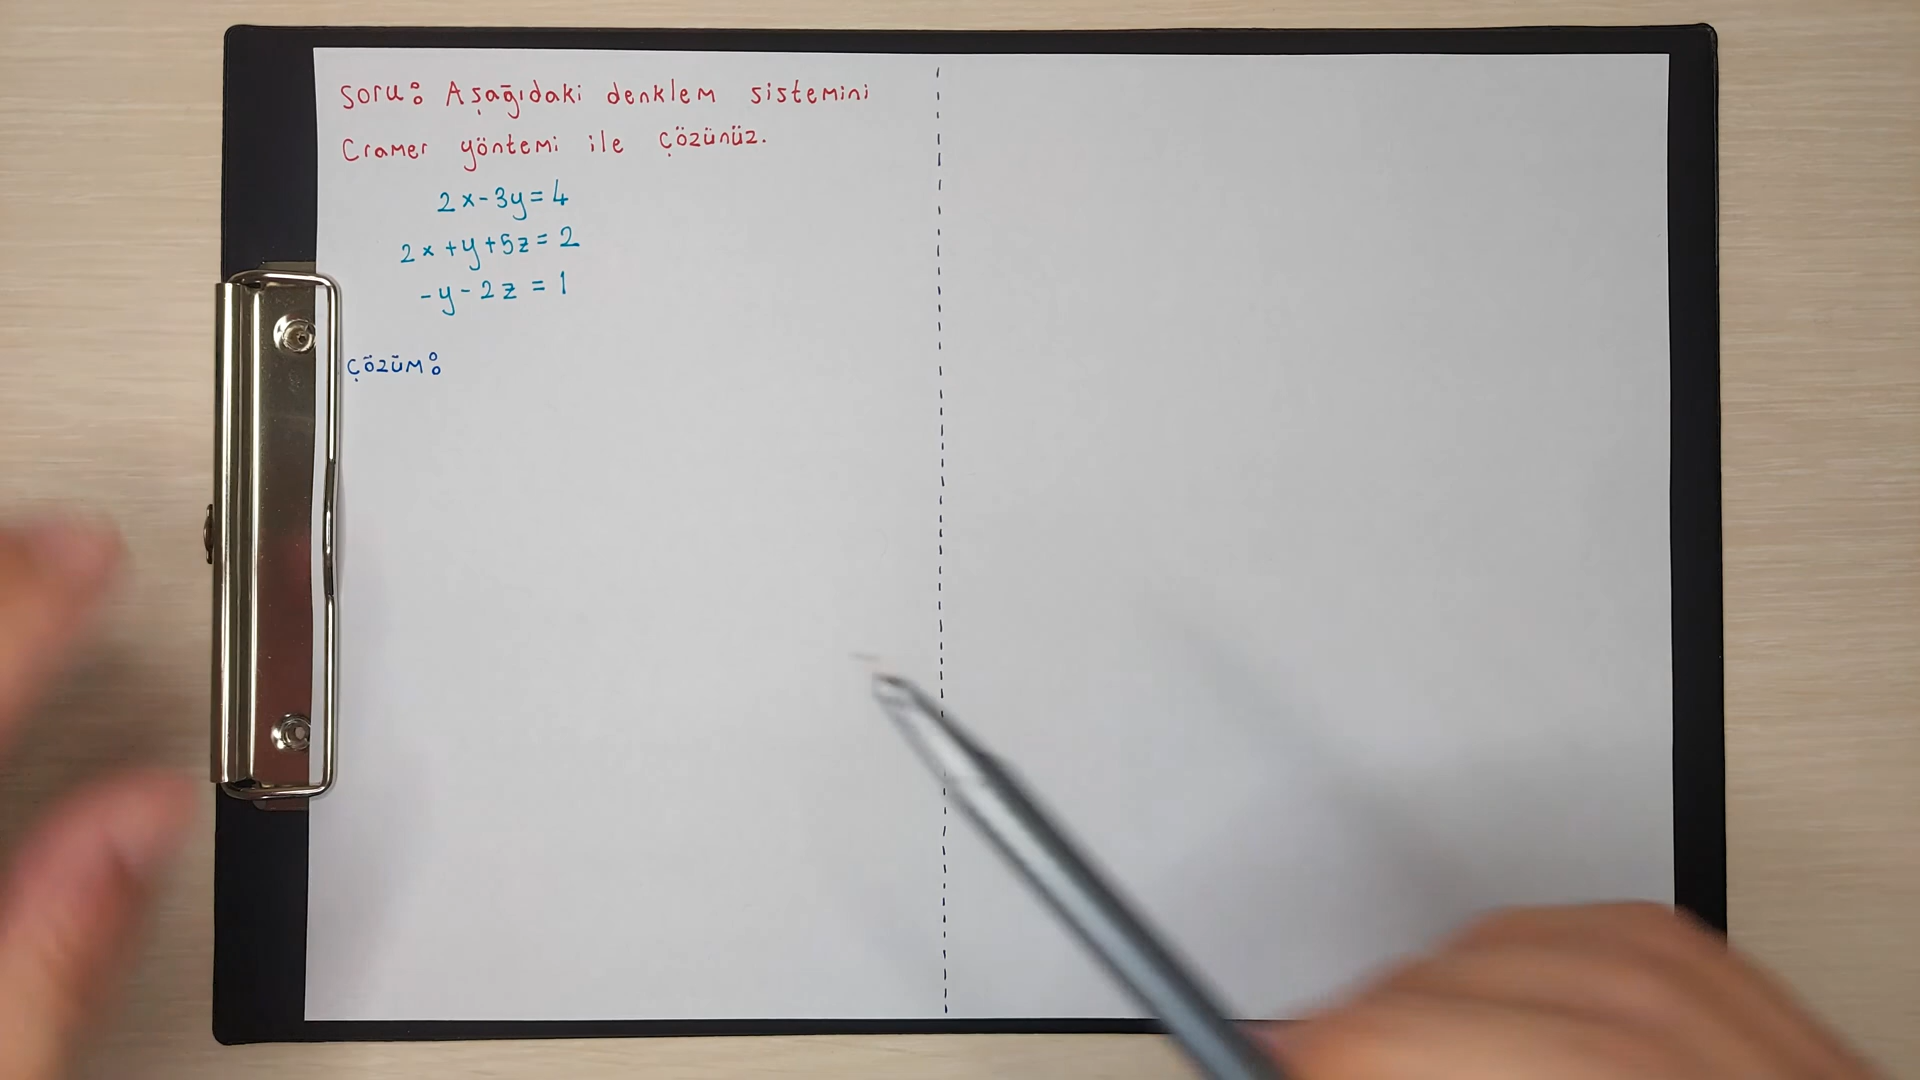 Soru: Aşağıdaki denklem sistemini
Cramer yöntemi ile çözünüz.
2x-3y=4
2x+y+5z=2
-y-2z=1
Çözüm: